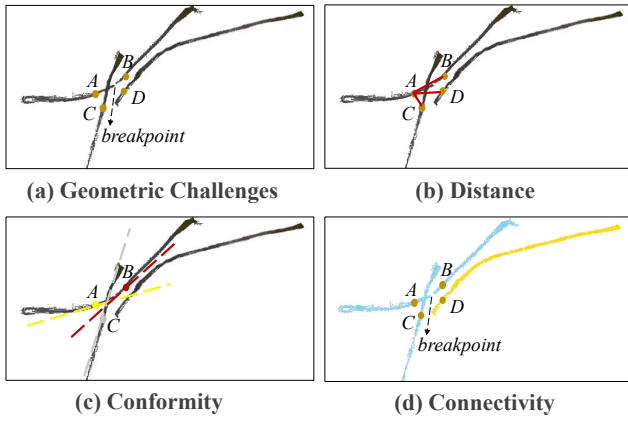 A
B
C
D
breakpoint
(a) Geometric Challenges
A
B
C
D
(b) Distance
A
B
C
(c) Conformity
A
B
C
D
breakpoint
(d) Connectivity